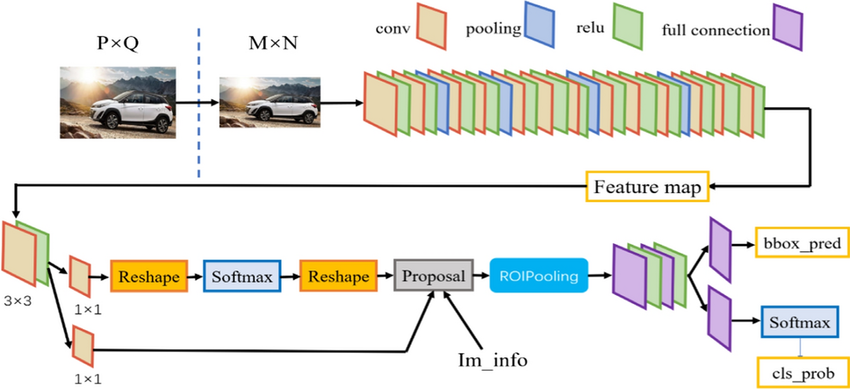 P×Q
M×N
conv
pooling
relu
full connection
Feature map
3×3
1×1
Reshape
Softmax
Reshape
Proposal
ROIPooling
bbox_pred
1×1
Im_info
Softmax
cls_prob